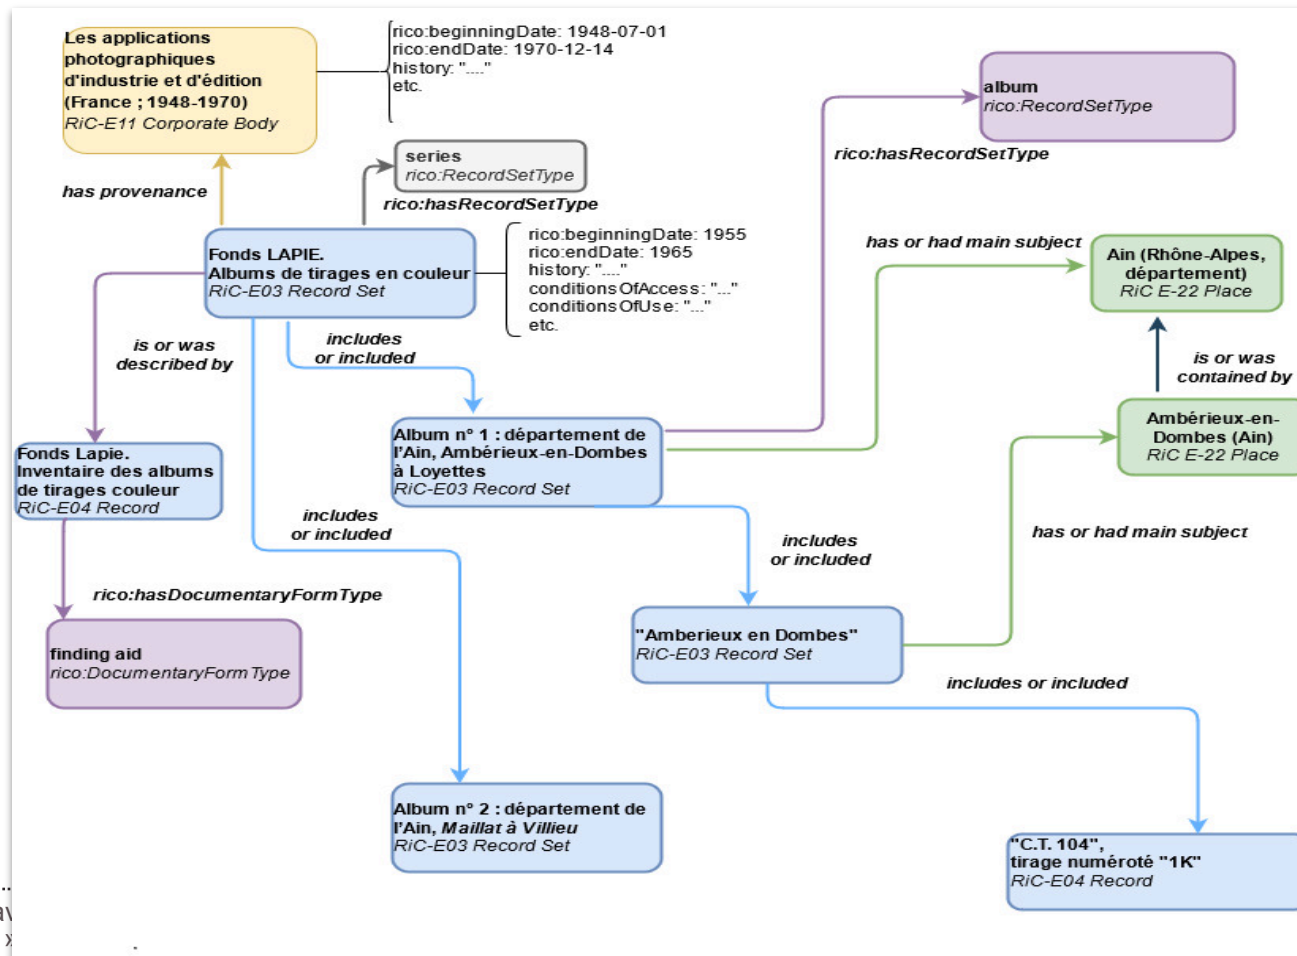 Les applications
photographiques
d'industrie et d'édition
(France ; 1948-1970)
RiC-E11 Corporate Body
rico:beginningDate: 1948-07-01
rico:endDate: 1970-12-14
history: "...."
etc.
album
rico:RecordSetType
rico:hasRecordSetType
series
rico:RecordSetType
rico:hasRecordSetType
has provenance
Fonds LAPIE.
Albums de tirages en couleur
RiC-E03 Record Set
rico:beginningDate: 1955
rico:endDate: 1965
history: "...."
conditionsOfAccess: "..."
conditionsOfUse: "..."
etc.
has or had main subject
Ain (Rhône-Alpes,
département)
RiC E-22 Place
is or was
described by
includes
or included
is or was
contained by
Album n° 1 : département de
l'Ain, Ambérieux-en-Dombes
à Loyettes
RiC-E03 Record Set
Ambérieux-en-
Dombes (Ain)
RiC E-22 Place
Fonds Lapie.
Inventaire des albums
de tirages couleur
RiC-E04 Record
includes
or included
includes
or included
has or had main subject
rico:hasDocumentaryFormType
finding aid
rico:DocumentaryFormType
"Amberieux en Dombes"
RiC-E03 Record Set
includes or included
Album n° 2 : département de
l'Ain, Maillat à Villieu
RiC-E03 Record Set
"C.T. 104",
tirage numéroté "1K"
RiC-E04 Record